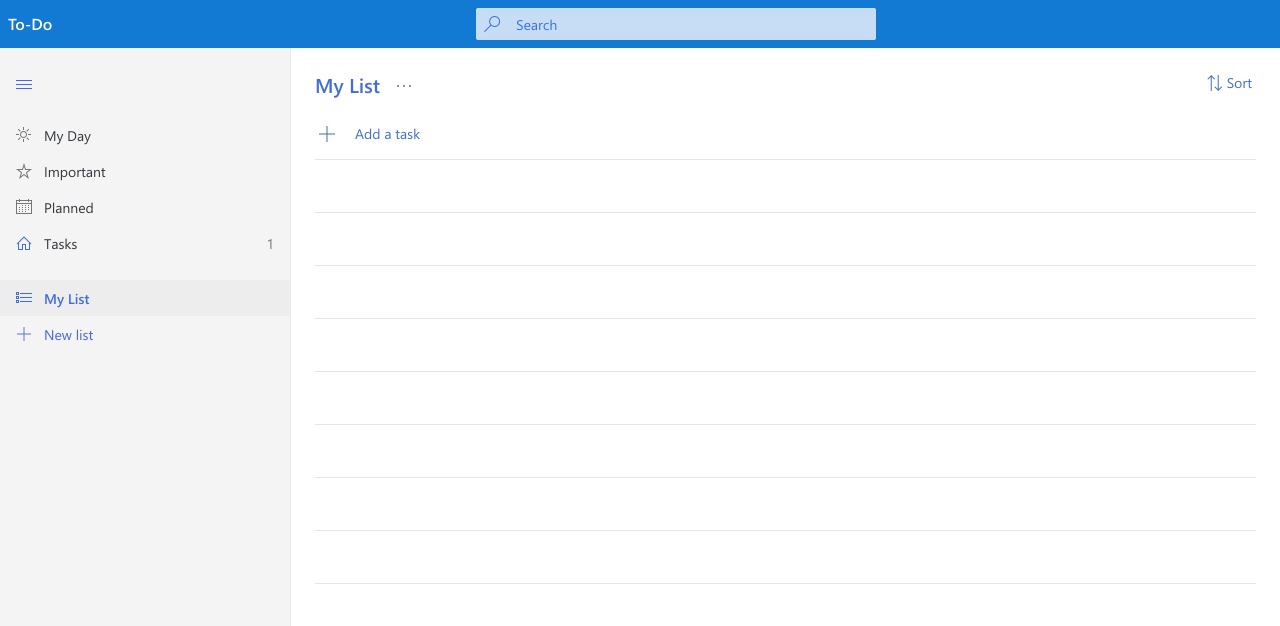 To-Do
Search
My Day
Important
Planned
Tasks 1
My List
New list
My List ...
Sort
Add a task